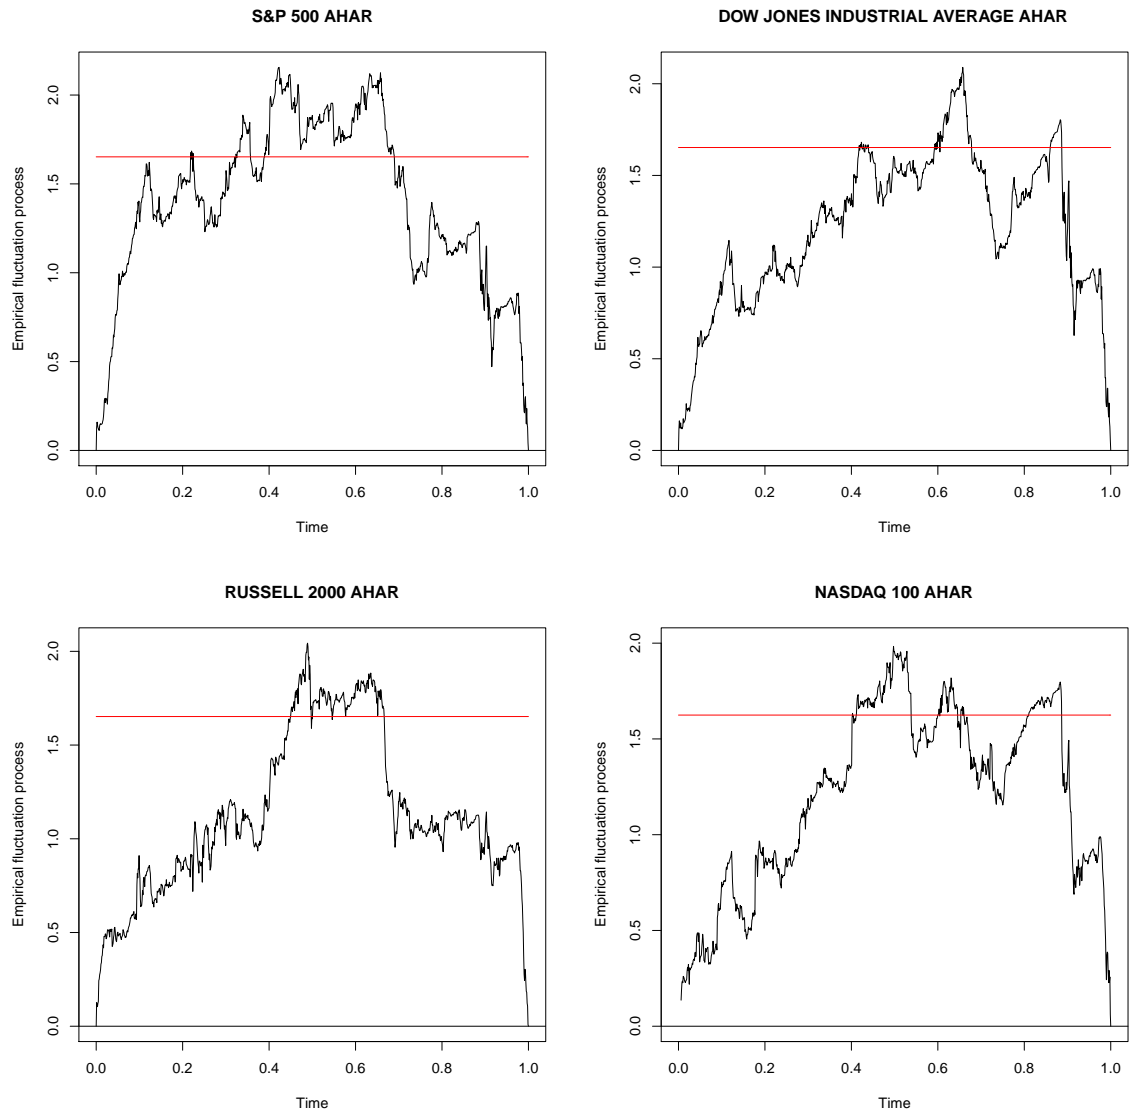 S&P 500 AHAR
Empirical fluctuation process
2.0
1.5
1.0
0.5
0.0
0.0 0.2 0.4 0.6 0.8 1.0
Time
DOW JONES INDUSTRIAL AVERAGE AHAR
Empirical fluctuation process
2.0
1.5
1.0
0.5
0.0
0.0 0.2 0.4 0.6 0.8 1.0
Time
RUSSELL 2000 AHAR
Empirical fluctuation process
2.0
1.5
1.0
0.5
0.0
0.0 0.2 0.4 0.6 0.8 1.0
Time
NASDAQ 100 AHAR
Empirical fluctuation process
2.0
1.5
1.0
0.5
0.0
0.0 0.2 0.4 0.6 0.8 1.0
Time